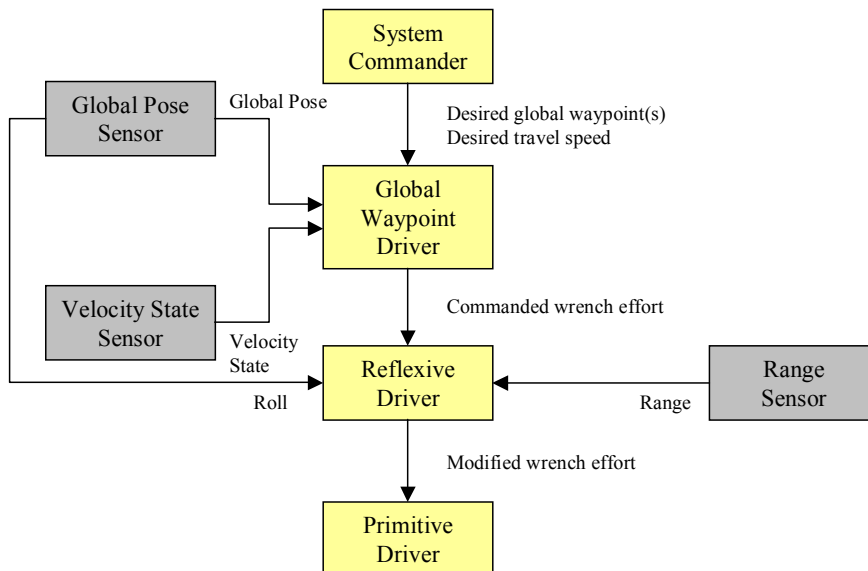 System
Commander
Global Pose
Sensor
Global Pose
Desired global waypoint(s)
Desired travel speed
Global
Waypoint
Driver
Velocity State
Sensor
Velocity
State
Commanded wrench effort
Reflexive
Driver
Range
Sensor
Roll
Range
Modified wrench effort
Primitive
Driver